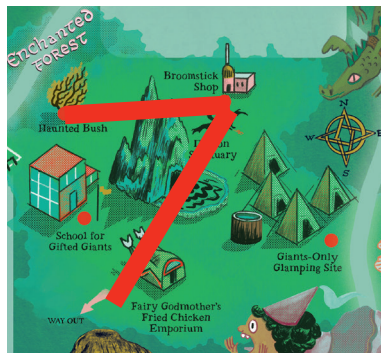 Enchanted
Forest
Broomstick
Shop
Haunted Bush
N
W
S
School for
Gifted Giants
Giants-Only
Glamping Site
Fairy Godmother's
Fried Chicken
Emporium
WAY OUT